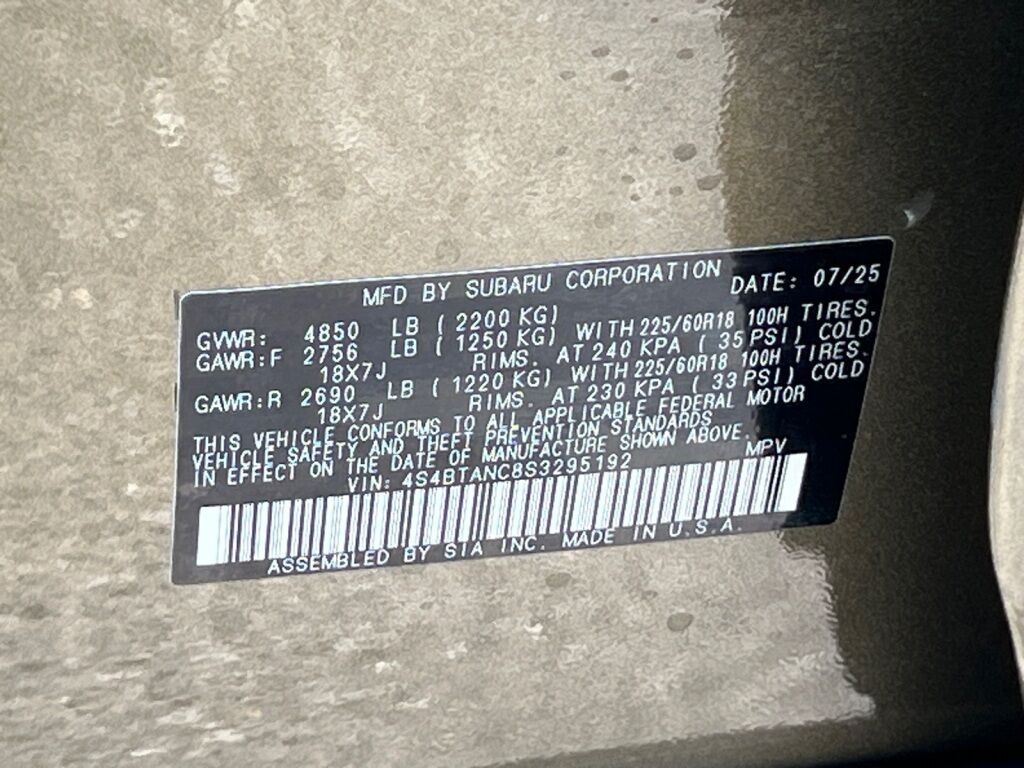 MFD BY SUBARU CORPORATION DATE: 07/25
GVWR: 4850 LB ( 2200 KG)
GAWR:F 2756 LB ( 1250 KG) WITH 225/60R18 100H TIRES.
18X7J RIMS. AT 240 KPA ( 35 PSI) COLD
GAWR:R 2690 LB ( 1220 KG) WITH 225/60R18 100H TIRES.
18X7J RIMS. AT 230 KPA ( 33 PSI) COLD
THIS VEHICLE CONFORMS TO ALL APPLICABLE FEDERAL MOTOR
VEHICLE SAFETY AND THEFT PREVENTION STANDARDS
IN EFFECT ON THE DATE OF MANUFACTURE SHOWN ABOVE.
VIN: 4S4BTANC8S3295192 MPV
ASSEMBLED BY SIA INC. MADE IN U.S.A.